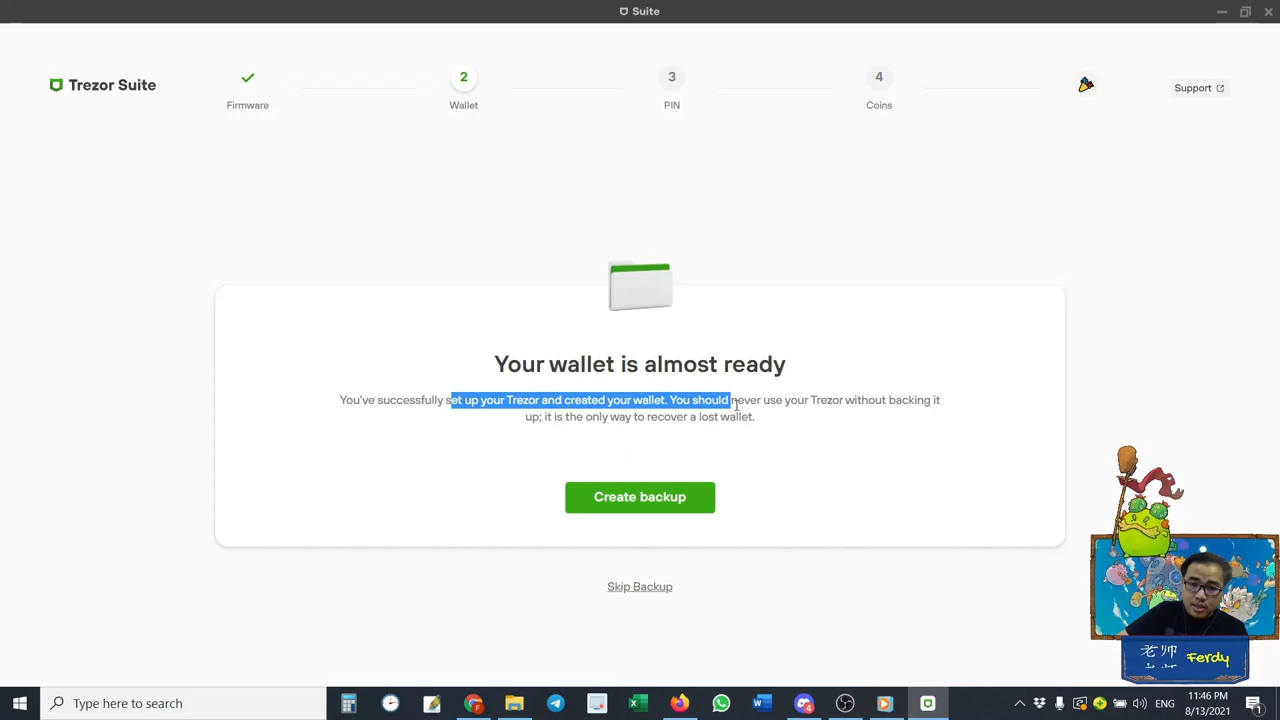 Suite
Trezor Suite
2
3
4
Firmware
Wallet
PIN
Coins
Support
Your wallet is almost ready
You've successfully set up your Trezor and created your wallet. You should never use your Trezor without backing it
up; it is the only way to recover a lost wallet.
Create backup
Skip Backup
老师
Ferdy
Type here to search
ENG
11:46 PM
8/13/2021